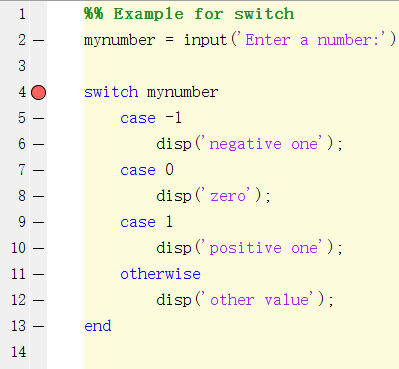 1 %% Example for switch
2 – mynumber = input('Enter a number:')
3
4 switch mynumber
5 – case -1
6 – disp('negative one');
7 – case 0
8 – disp('zero');
9 – case 1
10 – disp('positive one');
11 – otherwise
12 – disp('other value');
13 – end
14